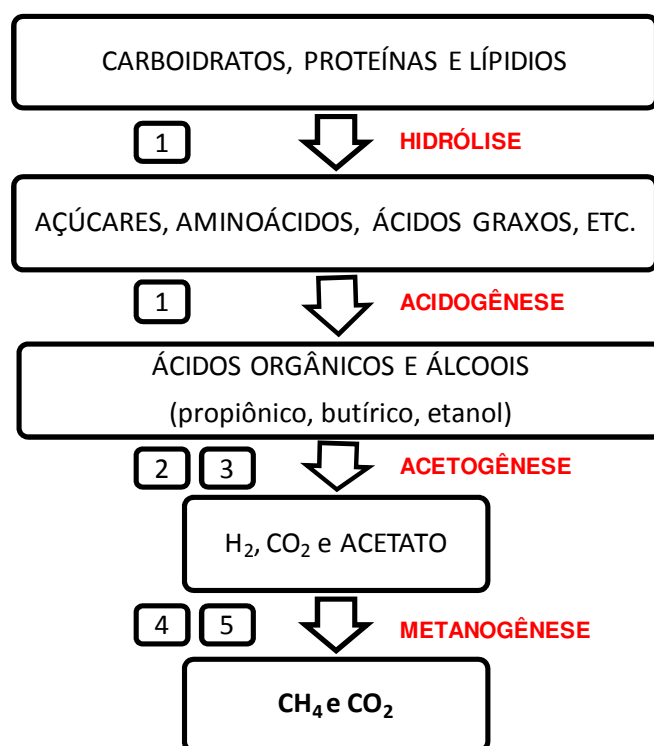 CARBOIDRATOS, PROTEÍNAS E LÍPIDIOS
1 HIDRÓLISE
AÇÚCARES, AMINOÁCIDOS, ÁCIDOS GRAXOS, ETC.
1 ACIDOGÊNESE
ÁCIDOS ORGÂNICOS E ÁLCOOIS
(propiônico, butírico, etanol)
2 3 ACETOGÊNESE
H₂, CO₂ e ACETATO
4 5 METANOGÊNESE
CH₄ e CO₂